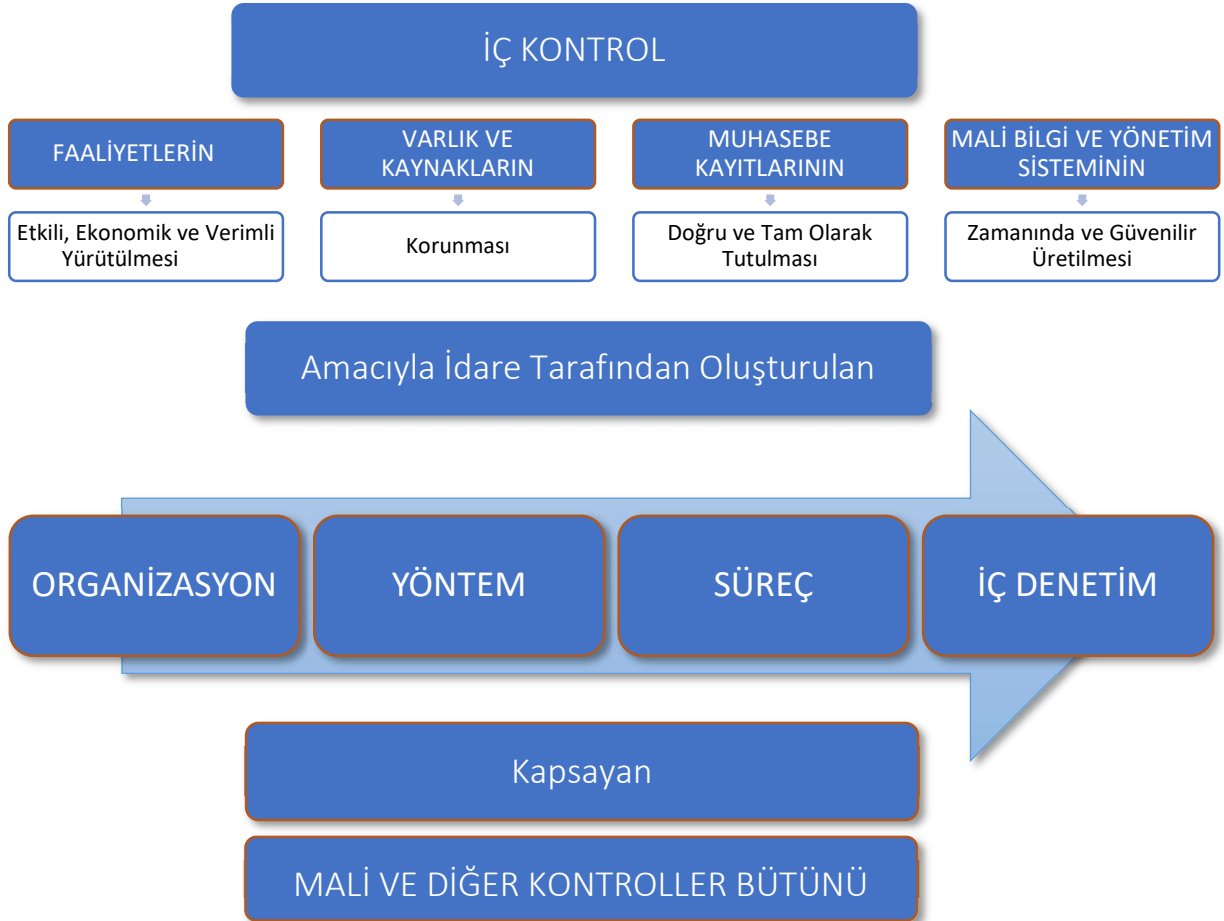 İÇ KONTROL
FAALİYETLERİN
VARLIK VE
KAYNAKLARIN
MUHASEBE
KAYITLARININ
MALİ BİLGİ VE YÖNETİM
SİSTEMİNİN
Etkili, Ekonomik ve Verimli
Yürütülmesi
Korunması
Doğru ve Tam Olarak
Tutulması
Zamanında ve Güvenilir
Üretilmesi
Amacıyla İdare Tarafından Oluşturulan
ORGANİZASYON
YÖNTEM
SÜREÇ
İÇ DENETİM
Kapsayan
MALİ VE DİĞER KONTROLLER BÜTÜNÜ